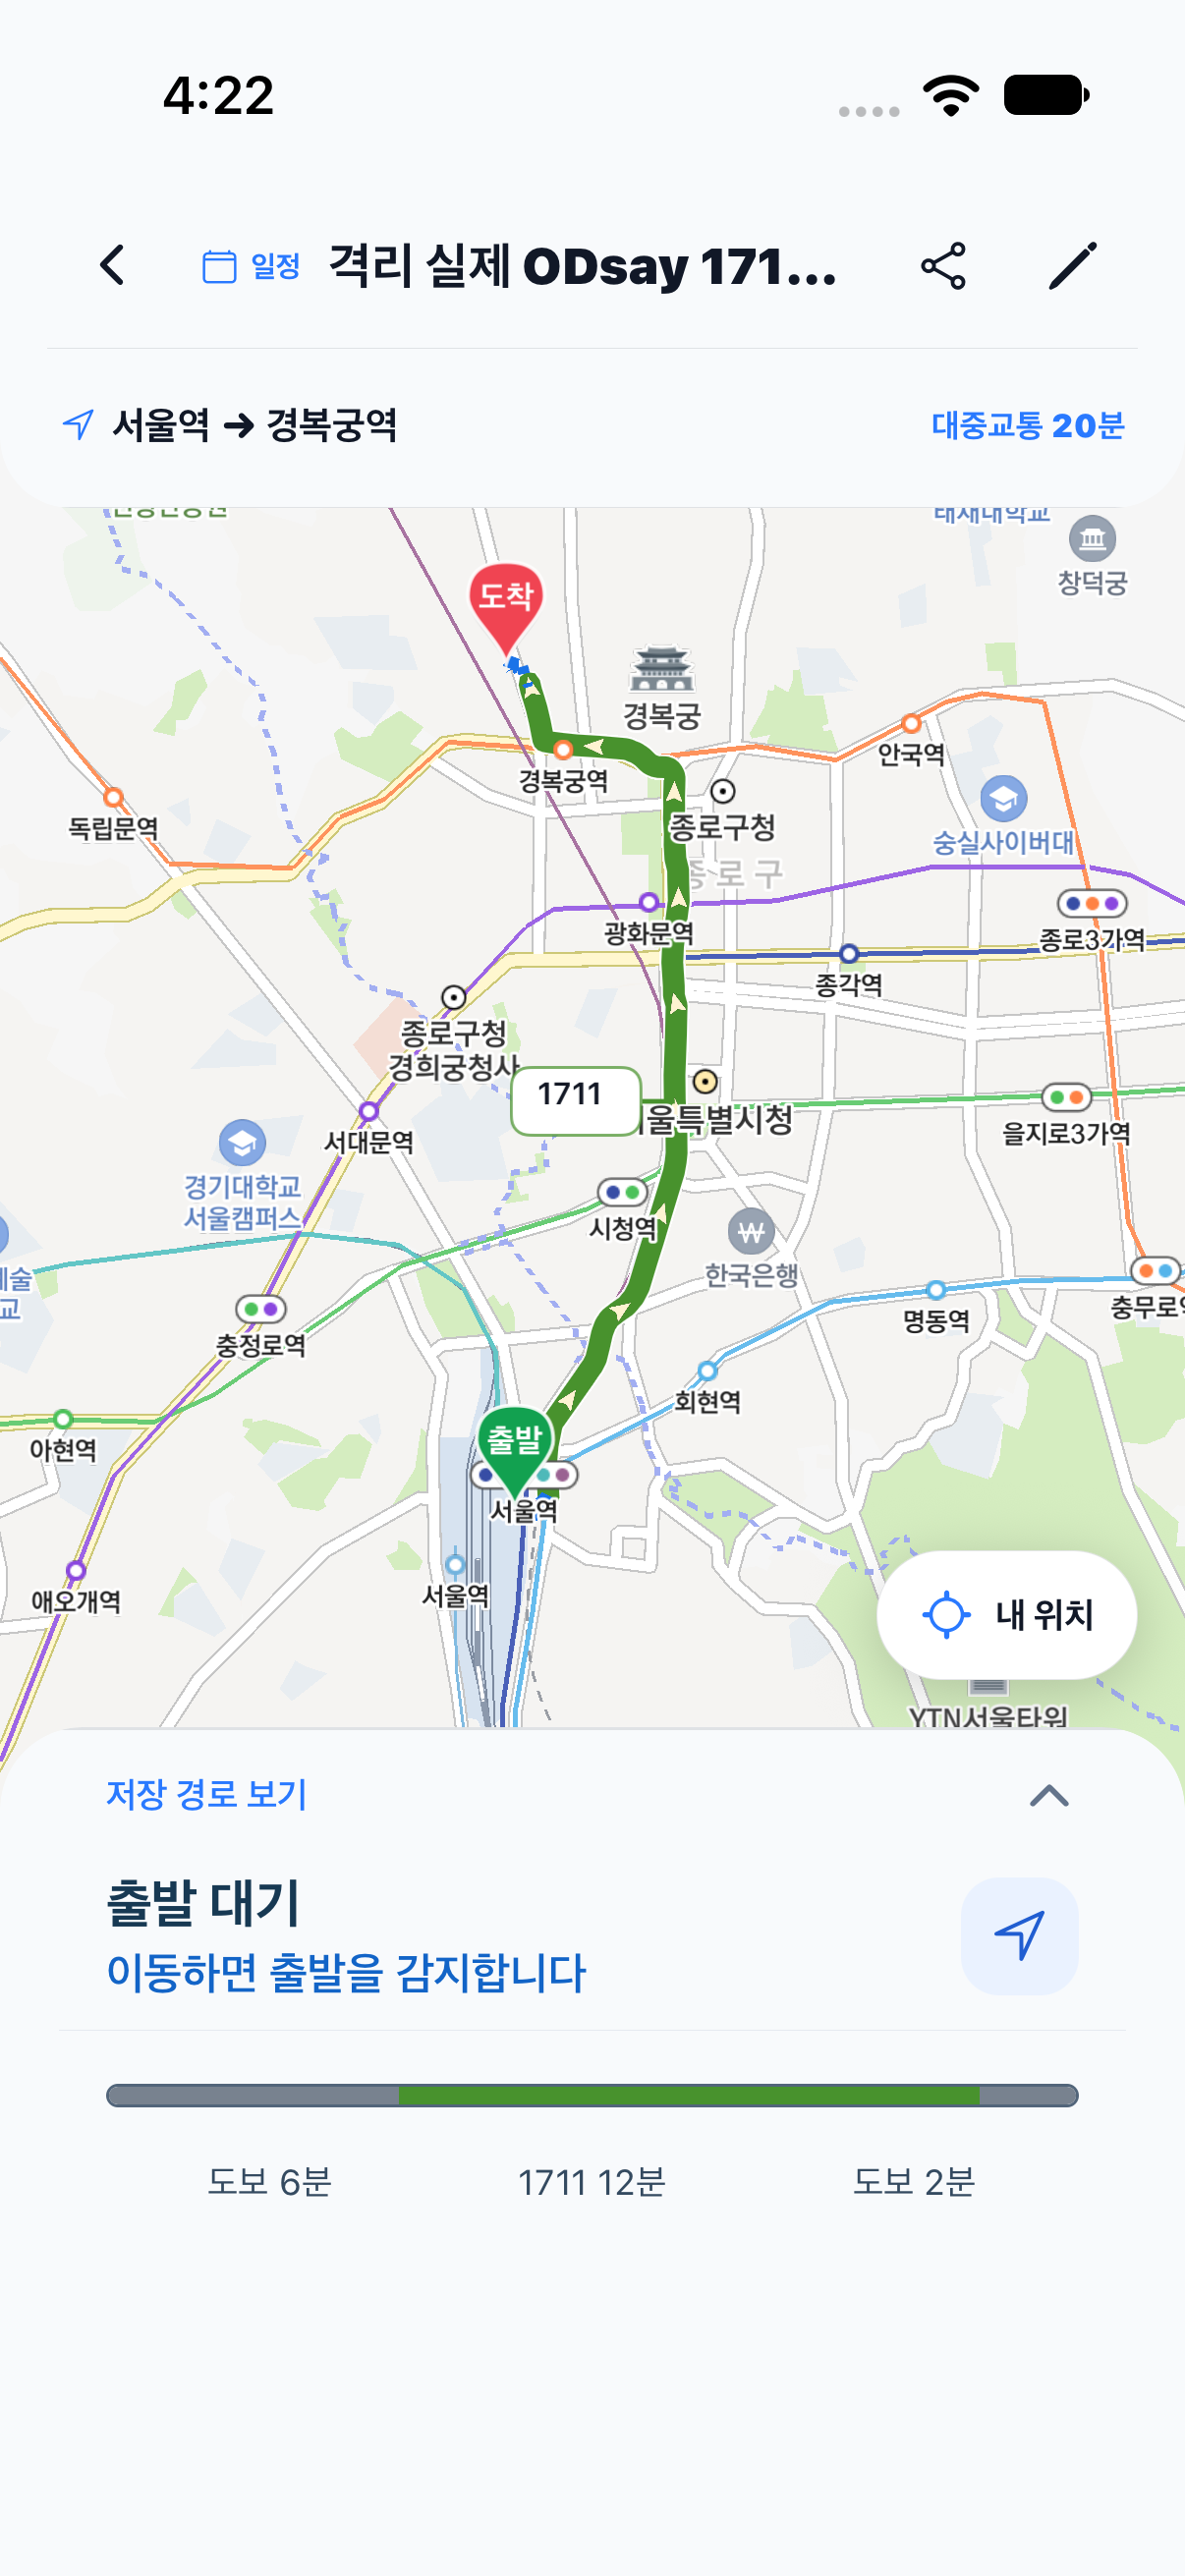 4:22
일정
격리 실제 ODsay 171...
서울역 → 경복궁역
대중교통 20분
창덕궁
도착
경복궁
안국역
경복궁역
독립문역
종로구청
숭실사이버대
종로구
광화문역
종로3가역
종각역
종로구청
경희궁청사
1711
울특별시청
을지로3가역
서대문역
경기대학교
서울캠퍼스
시청역
한국은행
예술
교
명동역
충무로역
충정로역
회현역
출발
아현역
서울역
서울역
애오개역
내 위치
YTN서울타워
저장 경로 보기
출발 대기
이동하면 출발을 감지합니다
도보 6분
1711 12분
도보 2분